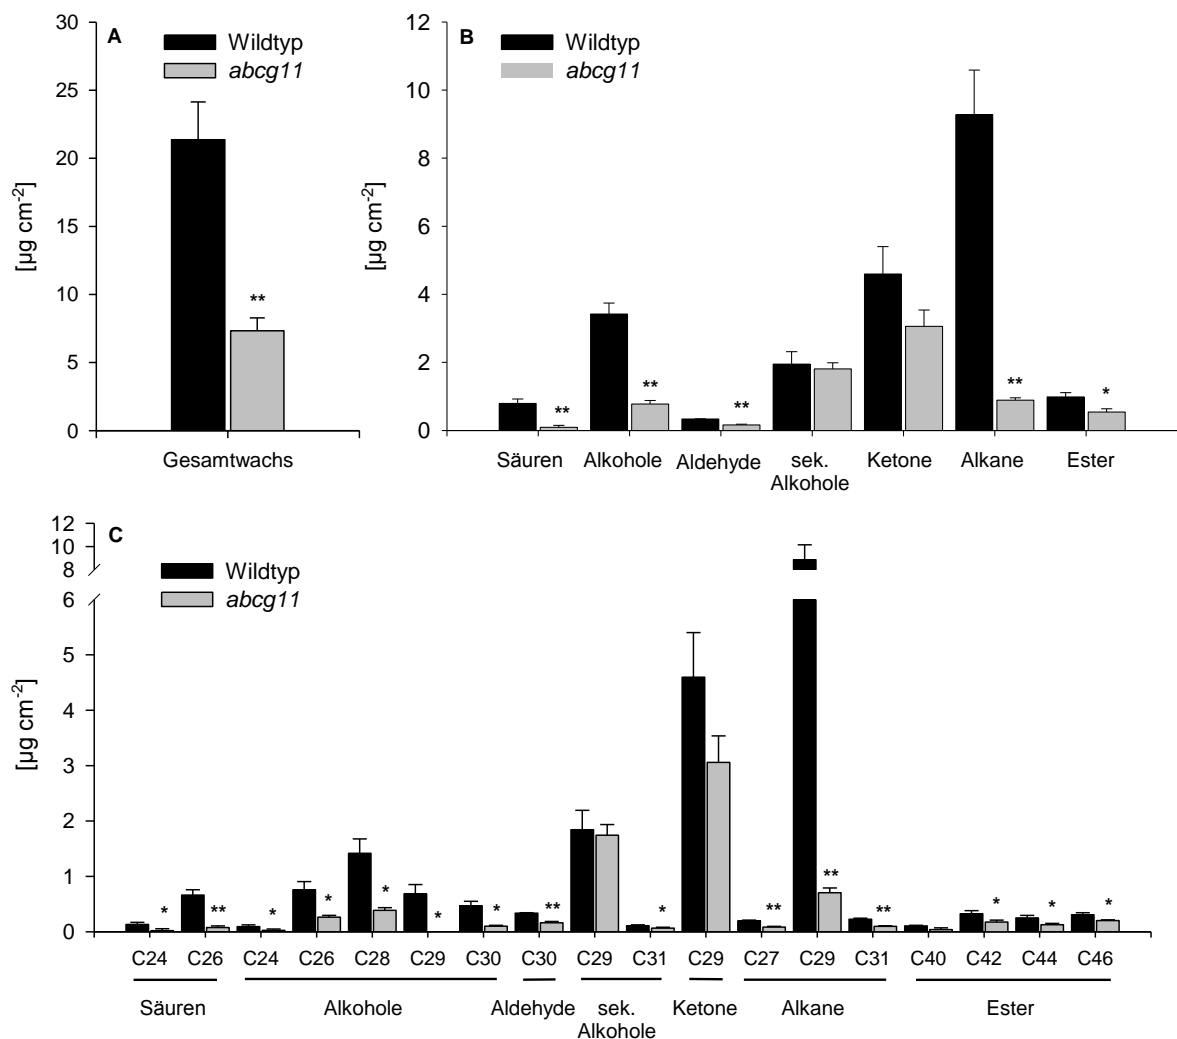 A
Wildtyp
abcg11
30
25
20
15
10
5
0
[µg cm-2]
Gesamtwachs
**
B
Wildtyp
abcg11
12
10
8
6
4
2
0
[µg cm-2]
** ** ** ** *
Säuren Alkohole Aldehyde sek. Alkohole Ketone Alkane Ester
C
Wildtyp
abcg11
12
10
8
6
5
4
3
2
1
0
[µg cm-2]
* ** * * * * * ** * ** ** ** * * *
C24 C26 C24 C26 C28 C29 C30 C30 C29 C31 C29 C27 C29 C31 C40 C42 C44 C46
Säuren Alkohole Aldehyde sek. Alkohole Ketone Alkane Ester